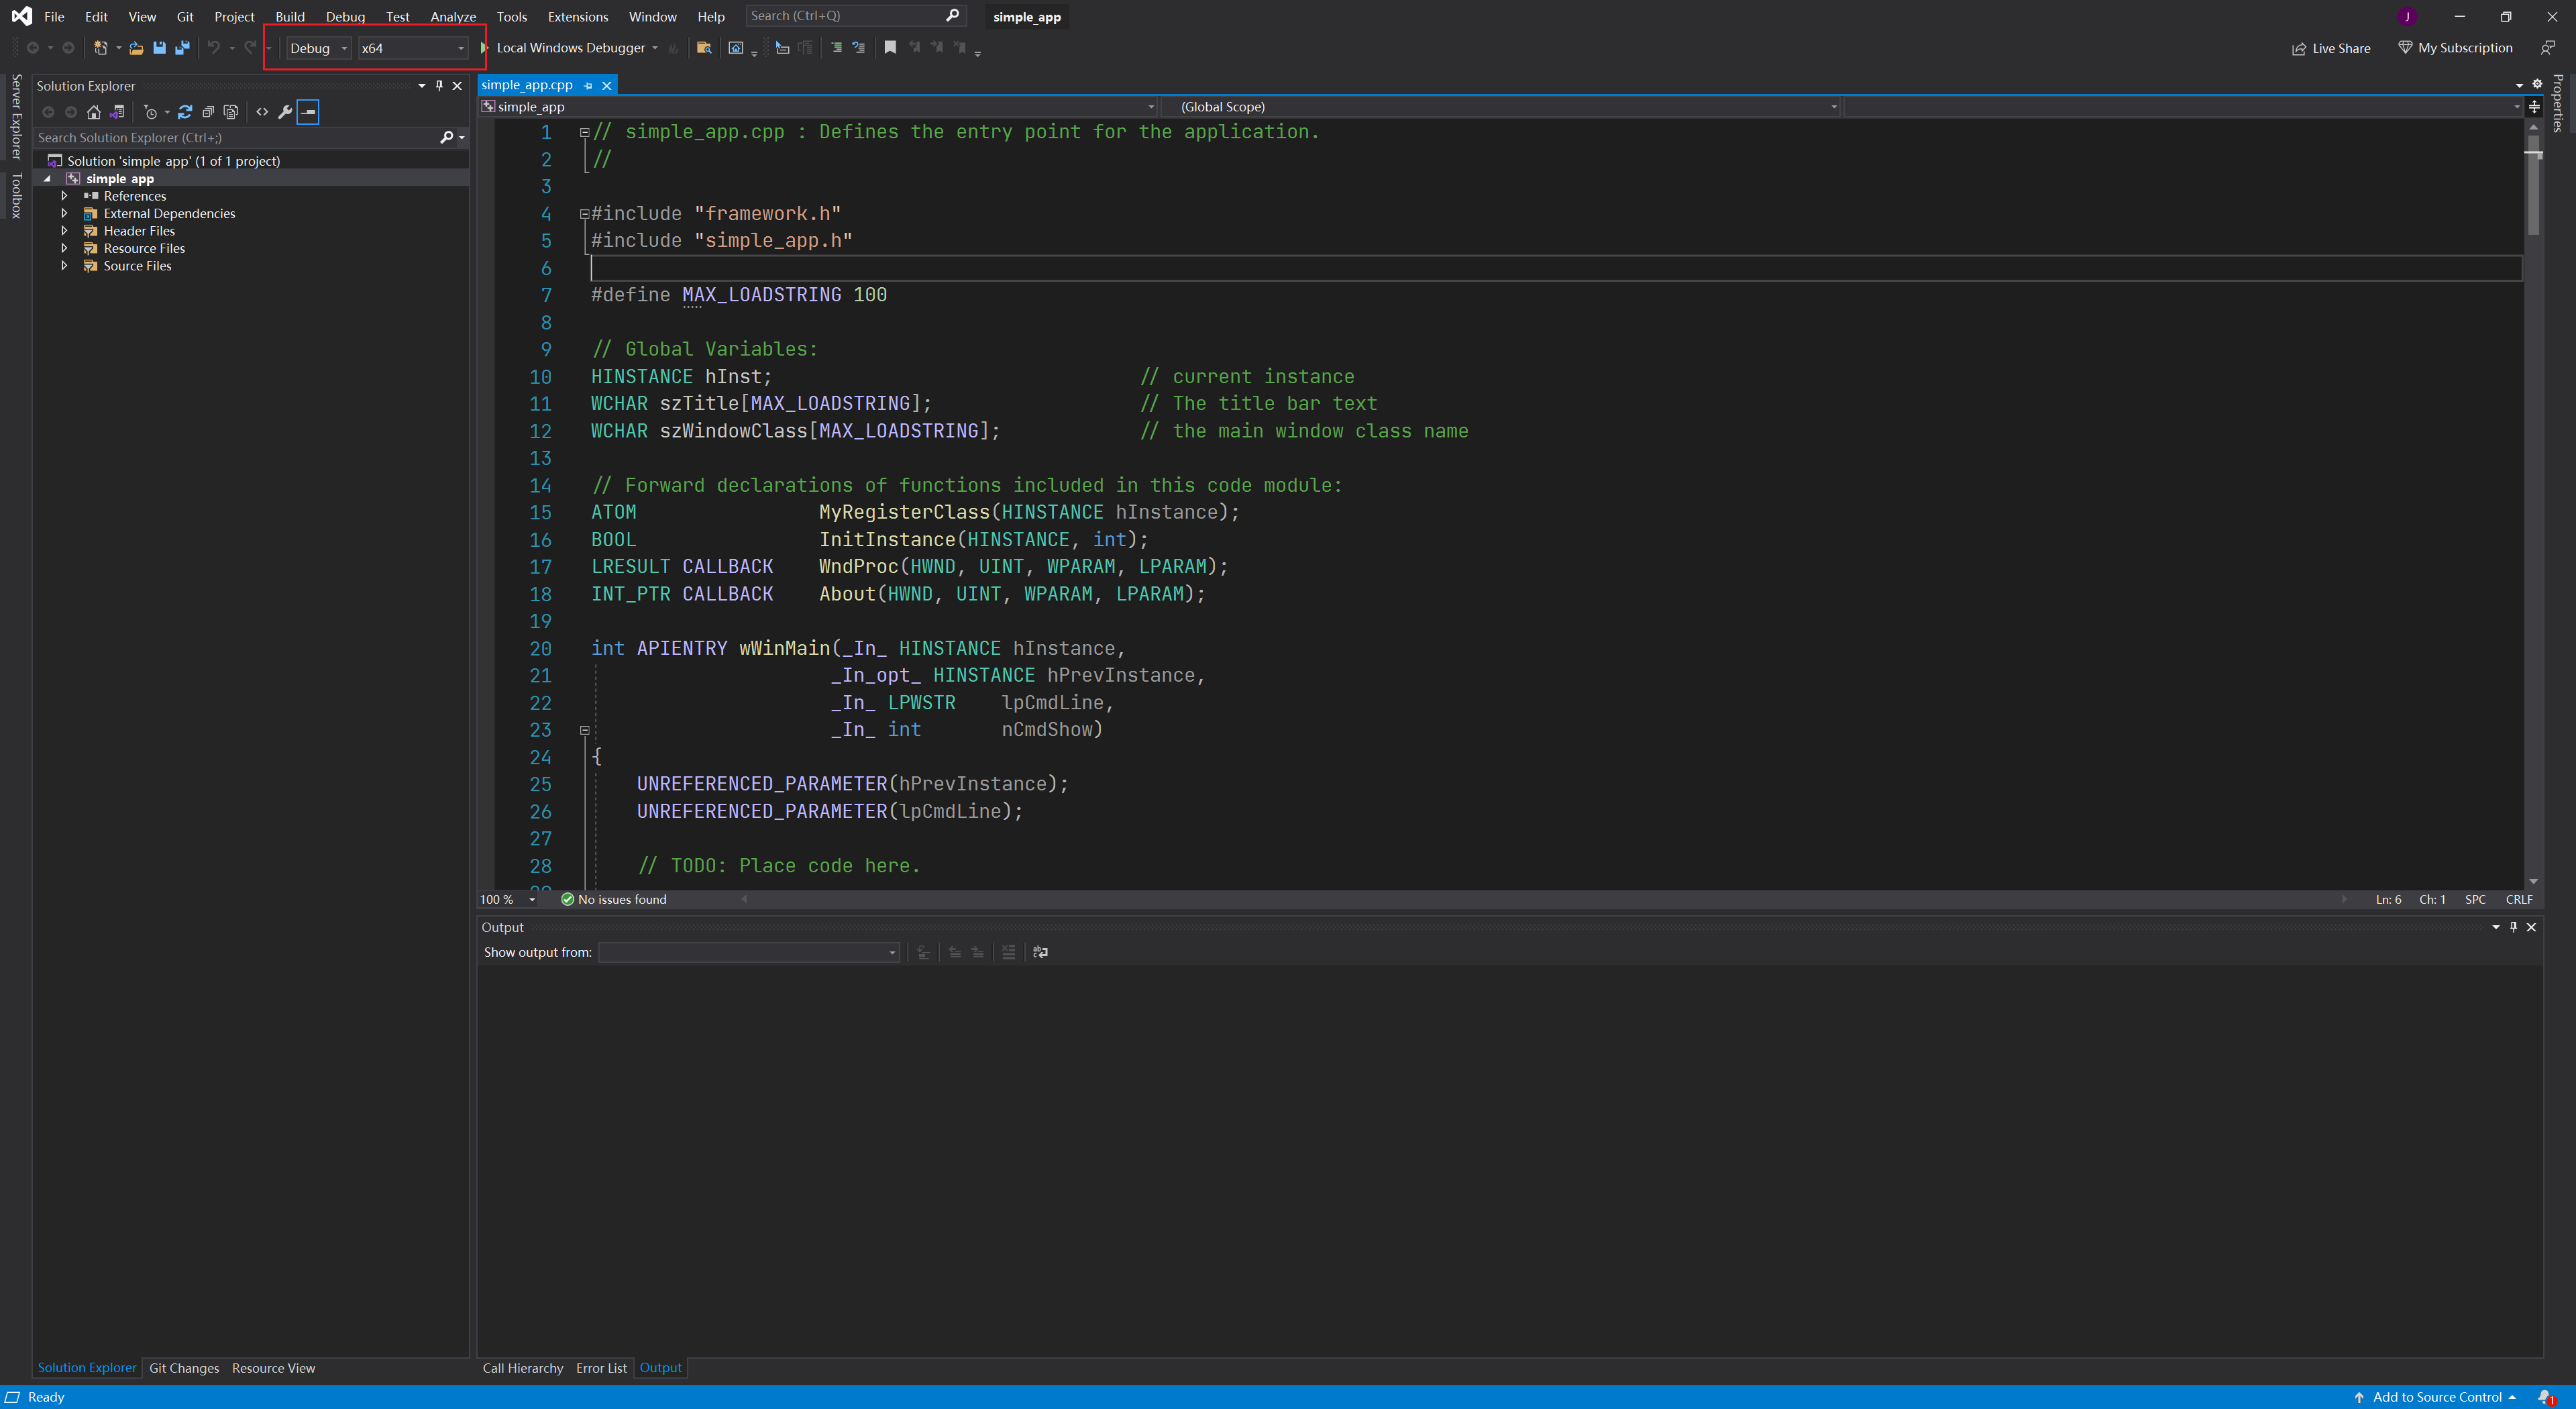 File Edit View Git Project Build Debug Test Analyze Tools Extensions Window Help Search (Ctrl+Q) simple_app J
Debug x64 Local Windows Debugger Live Share My Subscription
Server Explorer
Toolbox
Solution Explorer
Search Solution Explorer (Ctrl+;)
Solution 'simple_app' (1 of 1 project)
simple_app
References
External Dependencies
Header Files
Resource Files
Source Files
Solution Explorer Git Changes Resource View
simple_app.cpp
simple_app (Global Scope)
Properties
1 // simple_app.cpp : Defines the entry point for the application.
2 //
3
4 #include "framework.h"
5 #include "simple_app.h"
6
7 #define MAX_LOADSTRING 100
8
9 // Global Variables:
10 HINSTANCE hInst; // current instance
11 WCHAR szTitle[MAX_LOADSTRING]; // The title bar text
12 WCHAR szWindowClass[MAX_LOADSTRING]; // the main window class name
13
14 // Forward declarations of functions included in this code module:
15 ATOM MyRegisterClass(HINSTANCE hInstance);
16 BOOL InitInstance(HINSTANCE, int);
17 LRESULT CALLBACK WndProc(HWND, UINT, WPARAM, LPARAM);
18 INT_PTR CALLBACK About(HWND, UINT, WPARAM, LPARAM);
19
20 int APIENTRY wWinMain(_In_ HINSTANCE hInstance,
21 _In_opt_ HINSTANCE hPrevInstance,
22 _In_ LPWSTR lpCmdLine,
23 _In_ int nCmdShow)
24 {
25 UNREFERENCED_PARAMETER(hPrevInstance);
26 UNREFERENCED_PARAMETER(lpCmdLine);
27
28 // TODO: Place code here.
100 % No issues found Ln: 6 Ch: 1 SPC CRLF
Output
Show output from:
Call Hierarchy Error List Output
Ready Add to Source Control 1